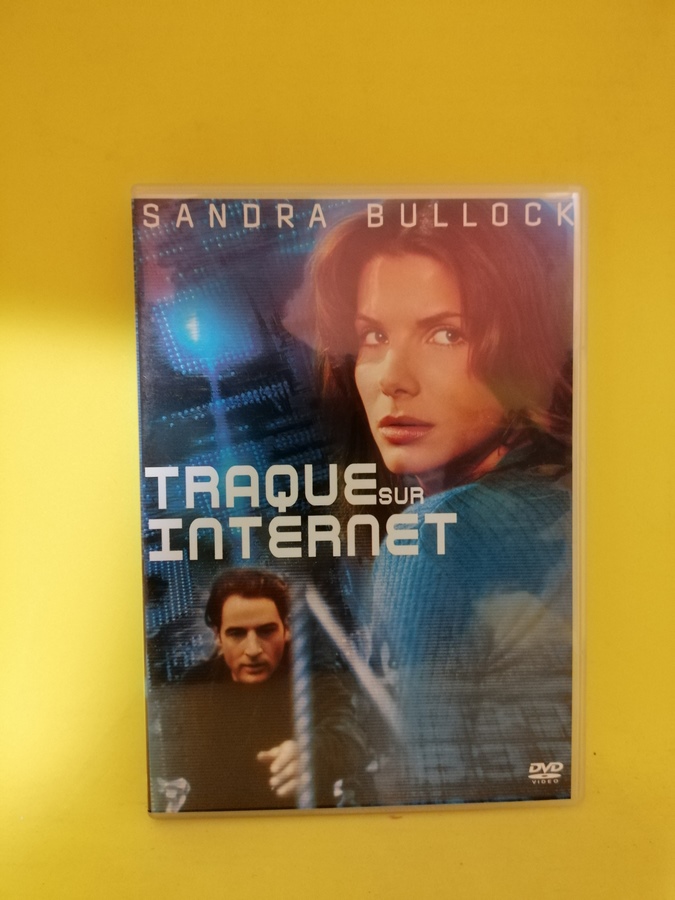 SANDRA BULLOCK
TRAQUE SUR
INTERNET
DVD
VIDEO